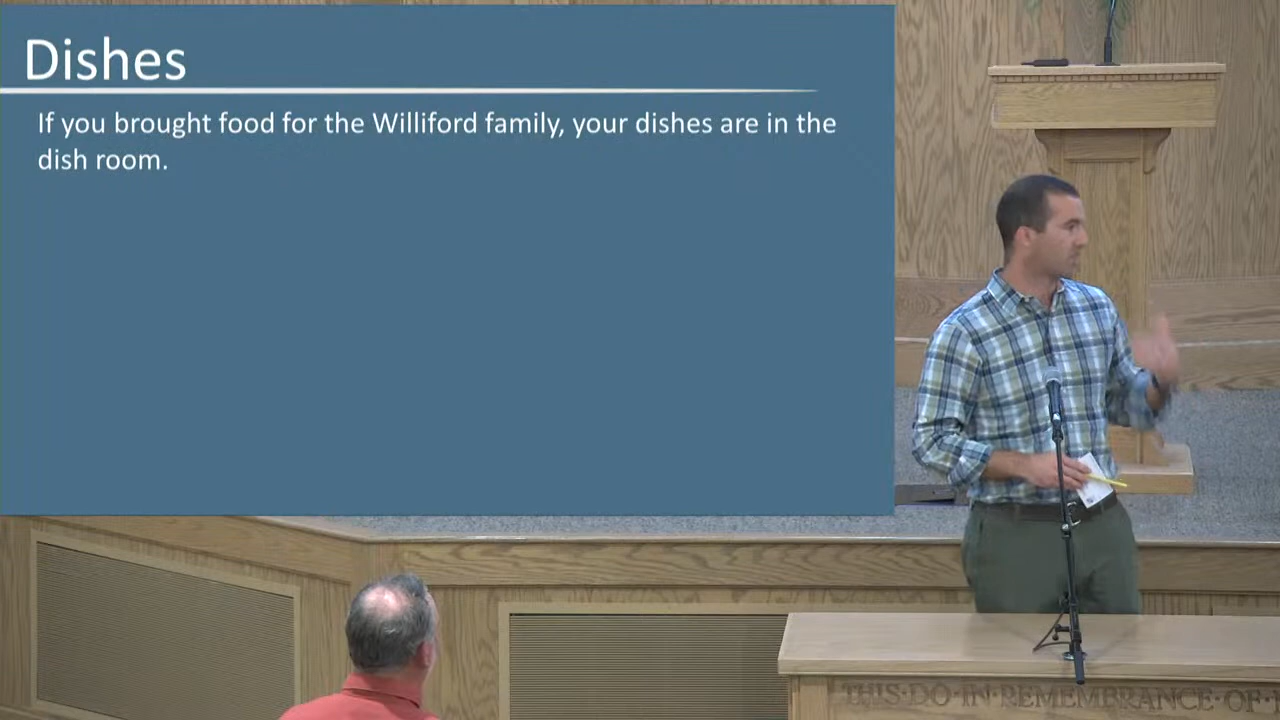 Dishes
If you brought food for the Williford family, your dishes are in the
dish room.
THIS·DO·IN·REMEMBRANCE·OF·